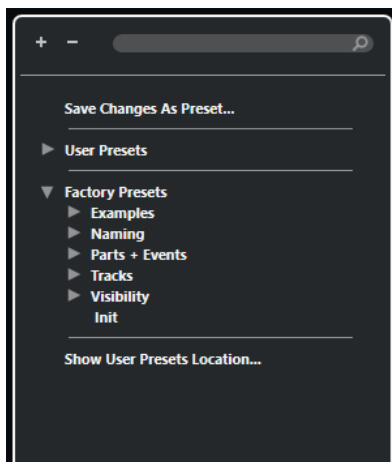 Save Changes As Preset...
User Presets
Factory Presets
Examples
Naming
Parts + Events
Tracks
Visibility
Init
Show User Presets Location...